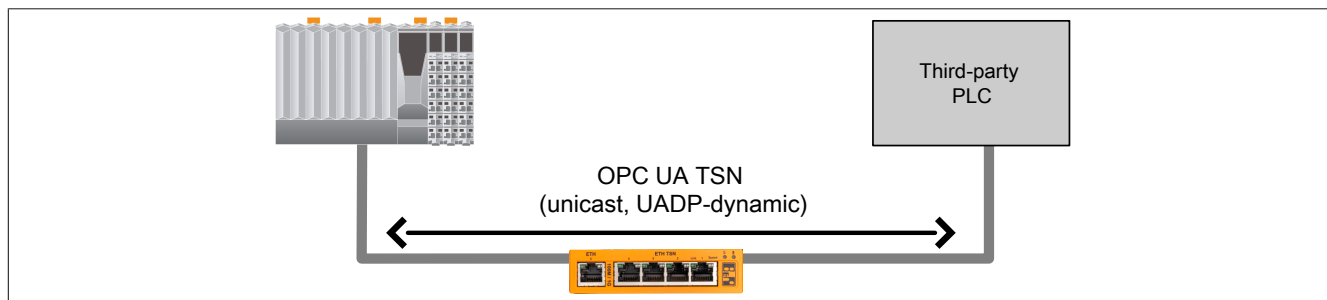 Third-party
PLC
OPC UA TSN
(unicast, UADP-dynamic)
ETH
ETH TSN